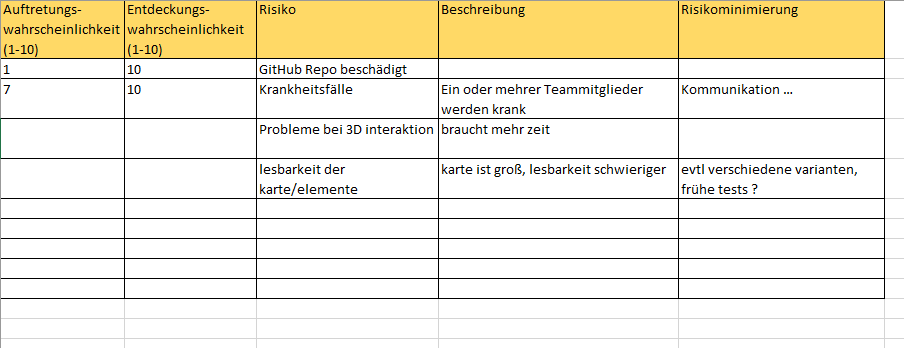 Auftretungs-
wahrscheinlichkeit
(1-10)
Entdeckungs-
wahrscheinlichkeit
(1-10)
Risiko
Beschreibung
Risikominimierung
1
10
GitHub Repo beschädigt
7
10
Krankheitsfälle
Ein oder mehrer Teammitglieder
werden krank
Kommunikation ...
Probleme bei 3D interaktion
braucht mehr zeit
lesbarkeit der
karte/elemente
karte ist groß, lesbarkeit schwieriger
evtl verschiedene varianten,
frühe tests ?